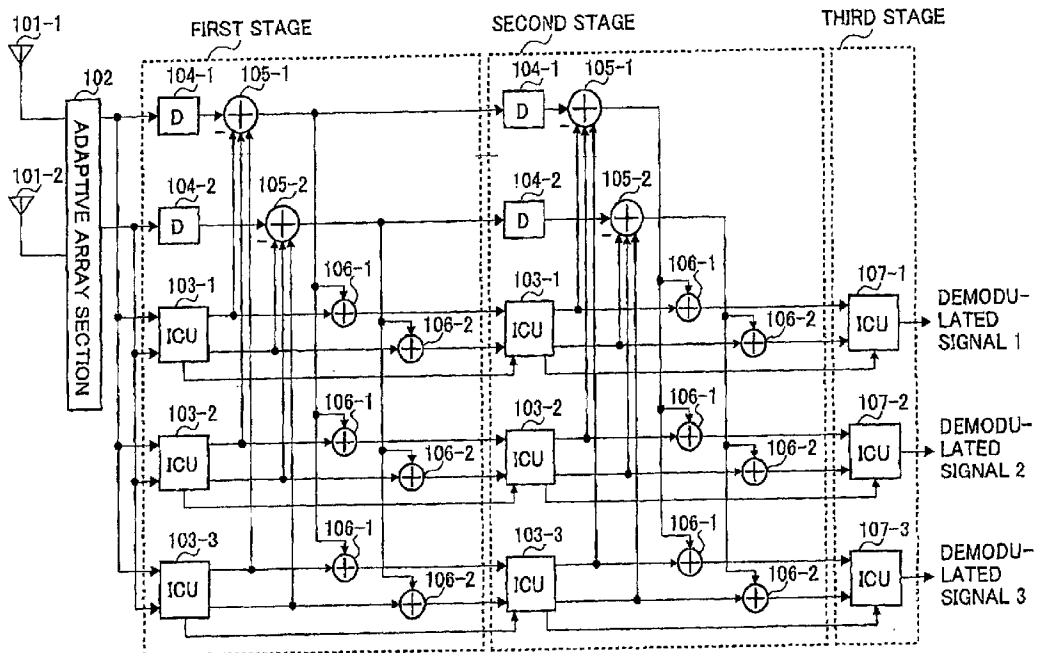 101-1
FIRST STAGE
SECOND STAGE
THIRD STAGE
102
104-1
105-1
104-1
105-1
D
+
D
+
-
-
ADAPTIVE ARRAY SECTION
101-2
104-2
105-2
104-2
105-2
D
+
D
+
-
-
103-1
106-1
103-1
106-1
107-1
ICU
+
106-2
ICU
+
106-2
ICU
DEMODU-
LATED
SIGNAL 1
+
+
103-2
106-1
103-2
106-1
107-2
ICU
+
106-2
ICU
+
106-2
ICU
DEMODU-
LATED
SIGNAL 2
+
+
103-3
106-1
103-3
106-1
107-3
ICU
+
106-2
ICU
+
106-2
ICU
DEMODU-
LATED
SIGNAL 3
+
+